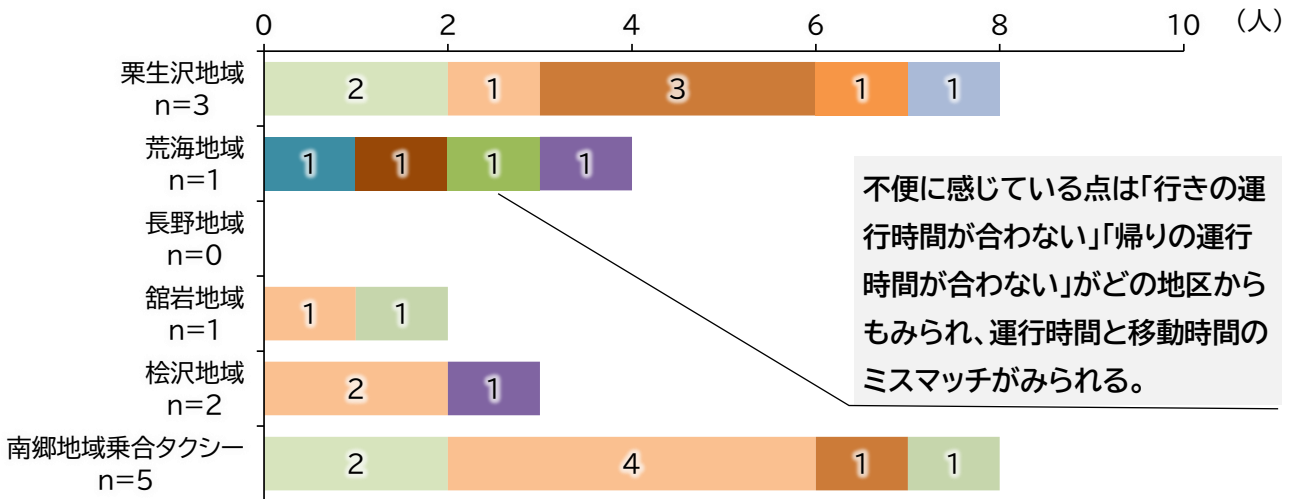 0 2 4 6 8 10 (人)
栗生沢地域
n=3
2 1 3 1 1
荒海地域
n=1
1 1 1 1
長野地域
n=0
舘岩地域
n=1
1 1
桧沢地域
n=2
2 1
南郷地域乗合タクシー
n=5
2 4 1 1
不便に感じている点は「行きの運
行時間が合わない」「帰りの運行
時間が合わない」がどの地区から
もみられ、運行時間と移動時間の
ミスマッチがみられる。